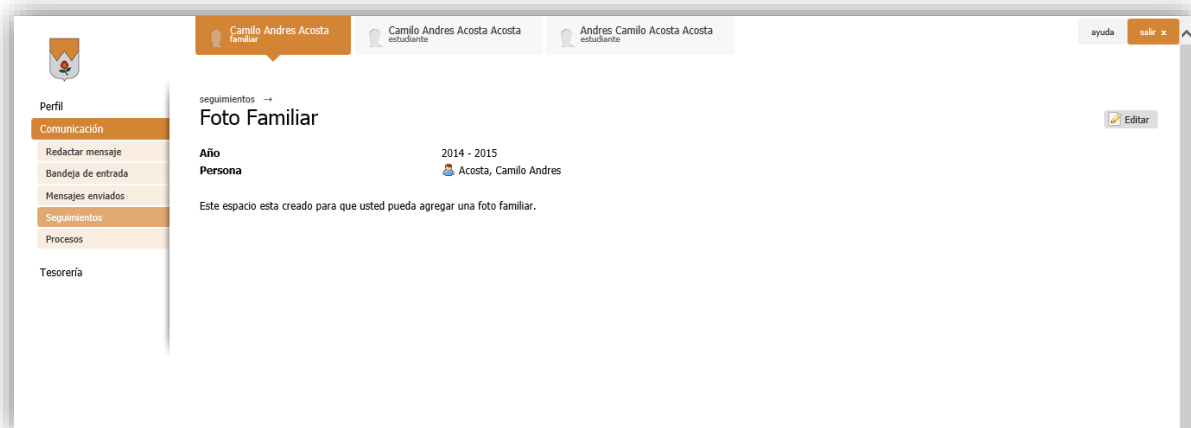 Camilo Andres Acosta
familiar
Camilo Andres Acosta Acosta
estudiante
Andres Camilo Acosta Acosta
estudiante
ayuda
salir x
Perfil
Comunicación
Redactar mensaje
Bandeja de entrada
Mensajes enviados
Seguimientos
Procesos
Tesorería
seguimientos →
Foto Familiar
Editar
Año 2014 - 2015
Persona Acosta, Camilo Andres
Este espacio esta creado para que usted pueda agregar una foto familiar.